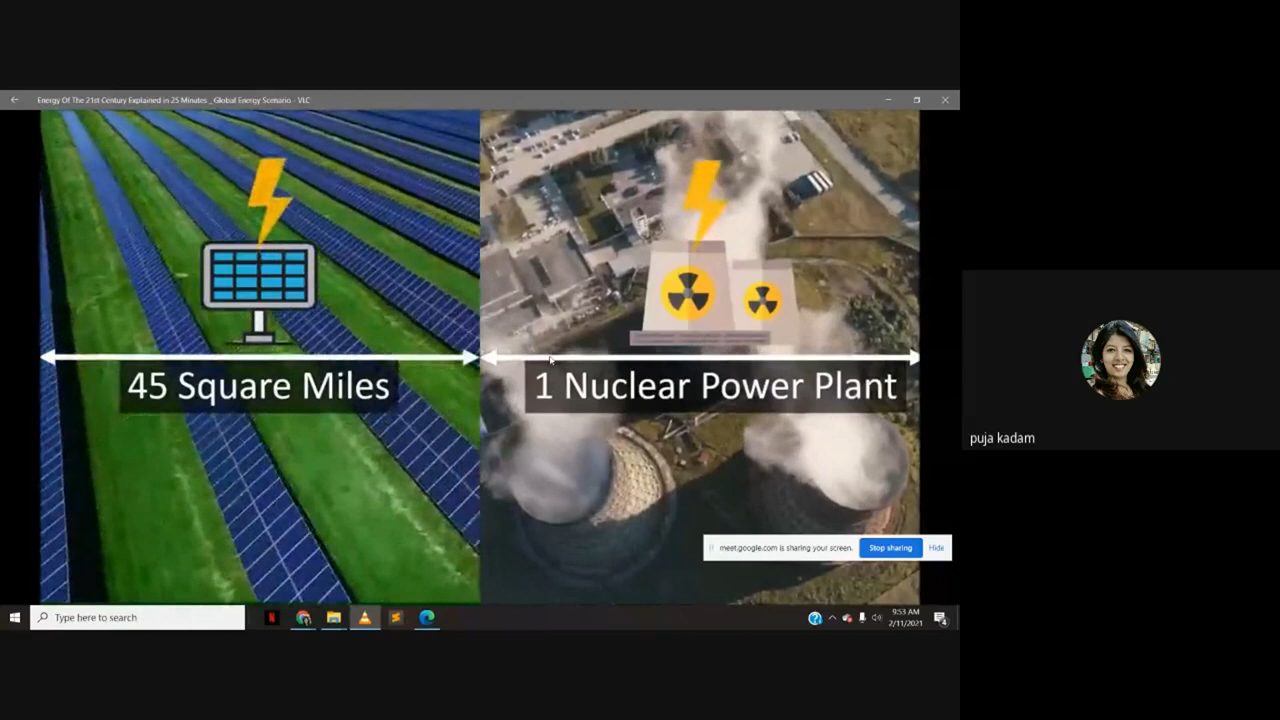 Energy Of The 21st Century Explained in 25 Minutes _ Global Energy Scenario - VLC
45 Square Miles
1 Nuclear Power Plant
puja kadam
meet.google.com is sharing your screen.
Stop sharing
Hide
Type here to search
9:53 AM
2/11/2021
4